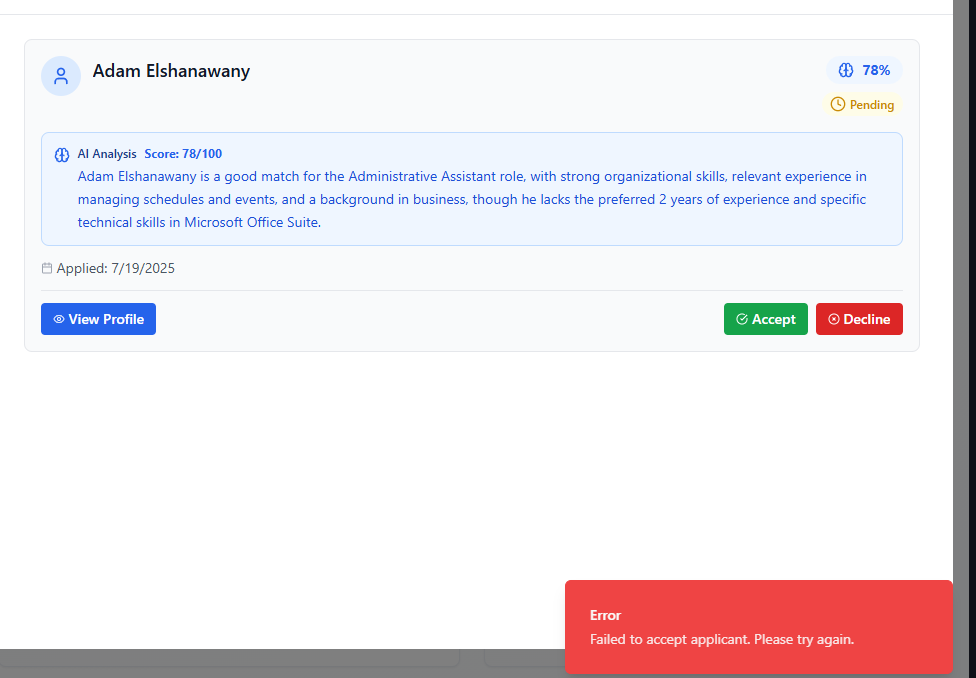 Adam Elshanawany
78%
Pending
AI Analysis Score: 78/100
Adam Elshanawany is a good match for the Administrative Assistant role, with strong organizational skills, relevant experience in
managing schedules and events, and a background in business, though he lacks the preferred 2 years of experience and specific
technical skills in Microsoft Office Suite.
Applied: 7/19/2025
View Profile
Accept
Decline
Error
Failed to accept applicant. Please try again.